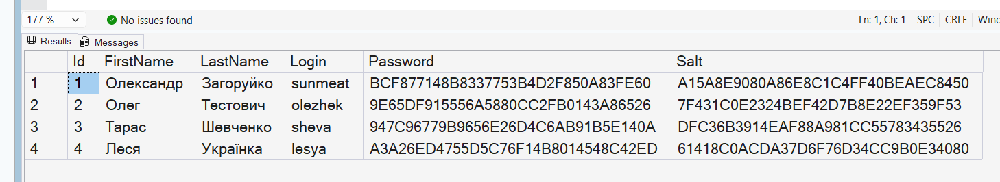 177 % No issues found Ln: 1, Ch: 1 SPC CRLF
Results Messages
Id FirstName LastName Login Password Salt
1 1 Олександр Загоруйко sunmeat BCF877148B8337753B4D2F850A83FE60 A15A8E9080A86E8C1C4FF40BEAEC8450
2 2 Олег Тестович olezhek 9E65DF915556A5880CC2FB0143A86526 7F431C0E2324BEF42D7B8E22EF359F53
3 3 Тарас Шевченко sheva 947C96779B9656E26D4C6AB91B5E140A DFC36B3914EAF88A981CC55783435526
4 4 Леся Українка lesya A3A26ED4755D5C76F14B8014548C42ED 61418C0ACDA37D6F76D34CC9B0E34080